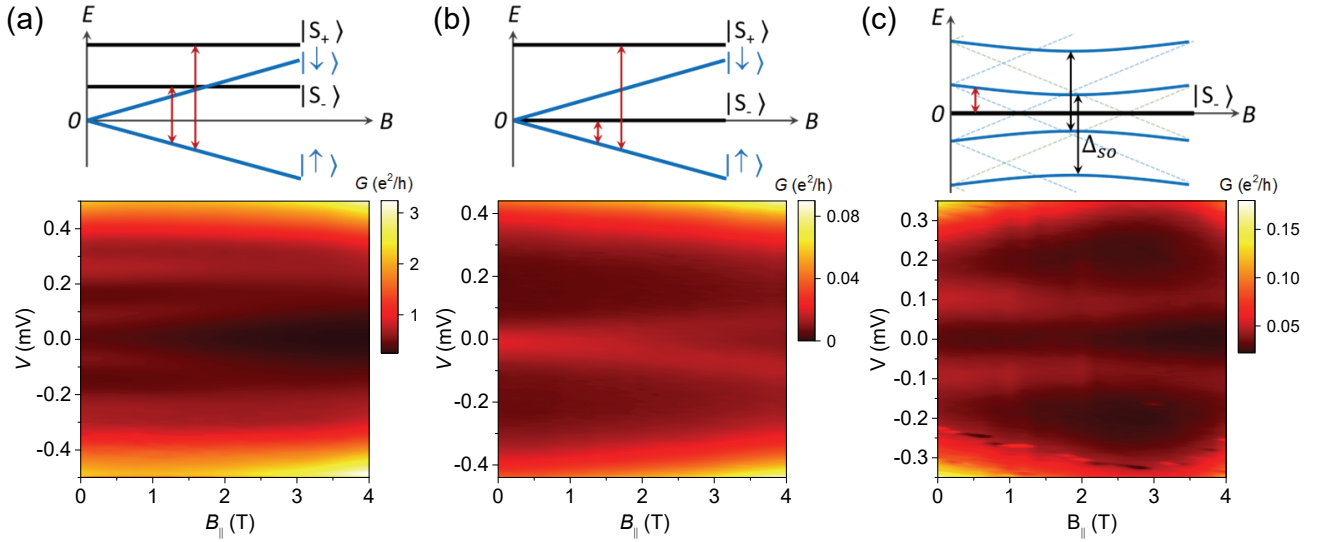 (a)
E
|S₊⟩
|↓⟩
|S₋⟩
O
B
|↑⟩
G (e²/h)
0.4
0.2
0.0
-0.2
-0.4
V (mV)
0
1
2
3
4
B∥ (T)
3
2
1
(b)
E
|S₊⟩
|↓⟩
|S₋⟩
O
B
|↑⟩
G (e²/h)
0.4
0.2
0.0
-0.2
-0.4
V (mV)
0
1
2
3
4
B∥ (T)
0.08
0.04
0
(c)
E
|S₋⟩
O
B
Δso
G (e²/h)
0.3
0.2
0.1
0.0
-0.1
-0.2
-0.3
V (mV)
0
1
2
3
4
B∥ (T)
0.15
0.10
0.05